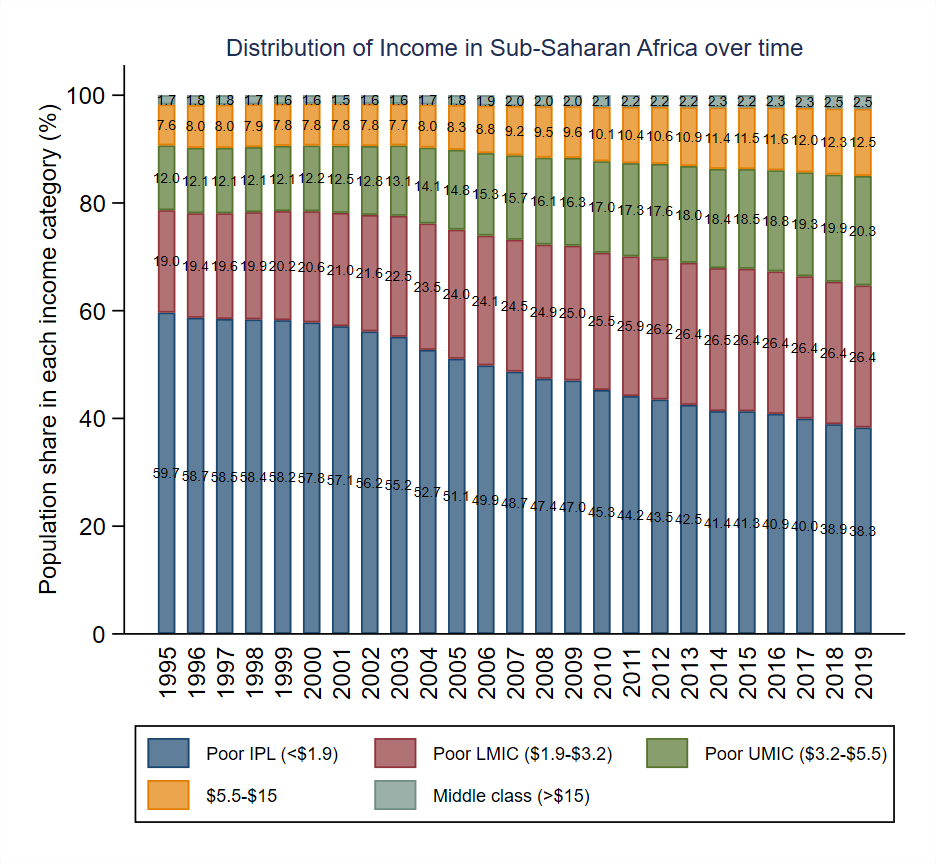 Distribution of Income in Sub-Saharan Africa over time
Population share in each income category (%)
100
80
60
40
20
0
1.7 1.8 1.8 1.7 1.6 1.6 1.5 1.6 1.6 1.7 1.8 1.9 2.0 2.0 2.0 2.1 2.2 2.2 2.2 2.3 2.2 2.3 2.3 2.5 2.5
7.6 8.0 8.0 7.9 7.8 7.8 7.8 7.8 7.7 8.0 8.3 8.8 9.2 9.5 9.6 10.1 10.4 10.6 10.9 11.4 11.5 11.6 12.0 12.3 12.5
12.0 12.1 12.1 12.1 12.1 12.2 12.5 12.8 13.1 14.1 14.8 15.3 15.7 16.1 16.3 17.0 17.3 17.6 18.0 18.4 18.5 18.8 19.3 19.9 20.3
19.0 19.4 19.6 19.9 20.2 20.6 21.0 21.6 22.5 23.5 24.0 24.1 24.5 24.9 25.0 25.5 25.9 26.2 26.4 26.5 26.4 26.4 26.4 26.4 26.4
59.7 58.7 58.5 58.4 58.2 57.8 57.1 56.2 55.2 52.7 51.1 49.9 48.7 47.4 47.0 45.3 44.2 43.5 42.5 41.4 41.3 40.9 40.0 38.9 38.3
1995 1996 1997 1998 1999 2000 2001 2002 2003 2004 2005 2006 2007 2008 2009 2010 2011 2012 2013 2014 2015 2016 2017 2018 2019
Poor IPL (<$1.9) Poor LMIC ($1.9-$3.2) Poor UMIC ($3.2-$5.5)
$5.5-$15 Middle class (>$15)